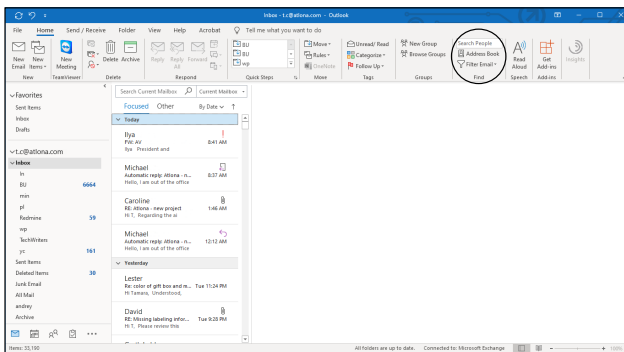 Inbox - t.c@atlona.com - Outlook
File Home Send / Receive Folder View Help Acrobat Tell me what you want to do
New Email New Items New Meeting Delete Archive Reply Reply All Forward BU BU wp Move Rules OneNote Unread/ Read Categorize Follow Up New Group Browse Groups Search People Address Book Filter Email Read Aloud Get Add-ins Insights
New TeamViewer Delete Respond Quick Steps Move Tags Groups Find Speech Add-ins
Search Current Mailbox Current Mailbox
Favorites
Focused Other By Date
Sent Items
Today
Inbox
Drafts
Ilya
FW: AV 8:41 AM
Ilya President and
t.c@atlona.com
Inbox
Michael
Automatic reply: Atlona - n... 8:37 AM
Hello, I am out of the office
In
BU 6664
min
Caroline
RE: Atlona - new project 1:46 AM
Hi T, Regarding the ai
pl
Redmine 59
wp
Michael
Automatic reply: Atlona - n... 12:12 AM
Hello, I am out of the office
TechWriters
yc 161
Sent Items
Yesterday
Deleted Items 30
Lester
Re: color of gift box and m... Tue 11:24 PM
Hi Tamara, Understood,
Junk Email
All Mail
andrey
David
RE: Missing labeling infor... Tue 9:28 PM
Hi T, Please review this
Archive
Items: 33,190 All folders are up to date. Connected to: Microsoft Exchange 100%